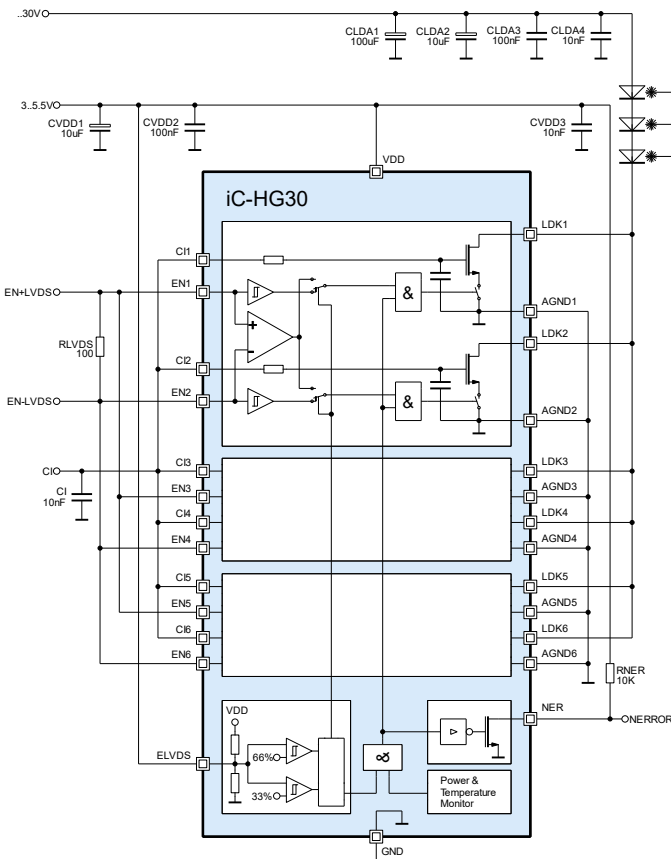 ..30V
CLDA1
100uF
CLDA2
10uF
CLDA3
100nF
CLDA4
10nF
3..5.5V
CVDD1
10uF
CVDD2
100nF
CVDD3
10nF
VDD
iC-HG30
LDK1
CI1
EN+LVDS
EN1
&
AGND1
RLVDS
100
+
-
LDK2
CI2
EN-LVDS
EN2
&
AGND2
CI
CI3
LDK3
CI
10nF
EN3
AGND3
CI4
LDK4
EN4
AGND4
CI5
LDK5
EN5
AGND5
CI6
LDK6
EN6
AGND6
RNER
10K
VDD
NER
NERROR
ELVDS
66%
33%
&
Power &
Temperature
Monitor
GND